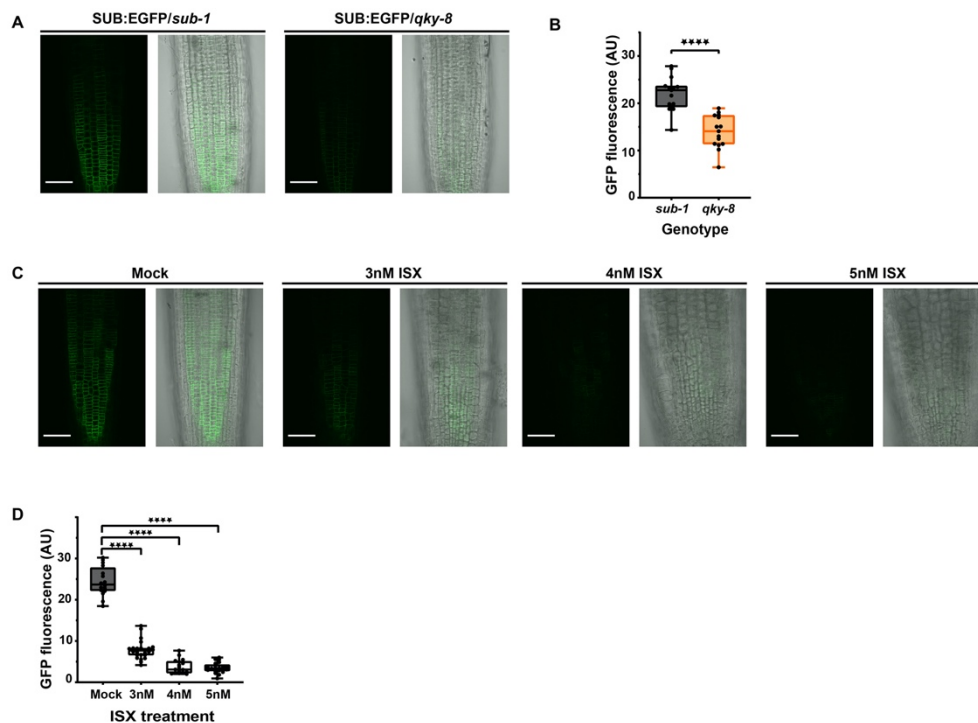 A
SUB:EGFP/sub-1
SUB:EGFP/qky-8
B
****
GFP fluorescence (AU)
30
20
10
0
sub-1 qky-8
Genotype
C
Mock
3nM ISX
4nM ISX
5nM ISX
D
****
****
****
GFP fluorescence (AU)
30
20
10
0
Mock 3nM 4nM 5nM
ISX treatment